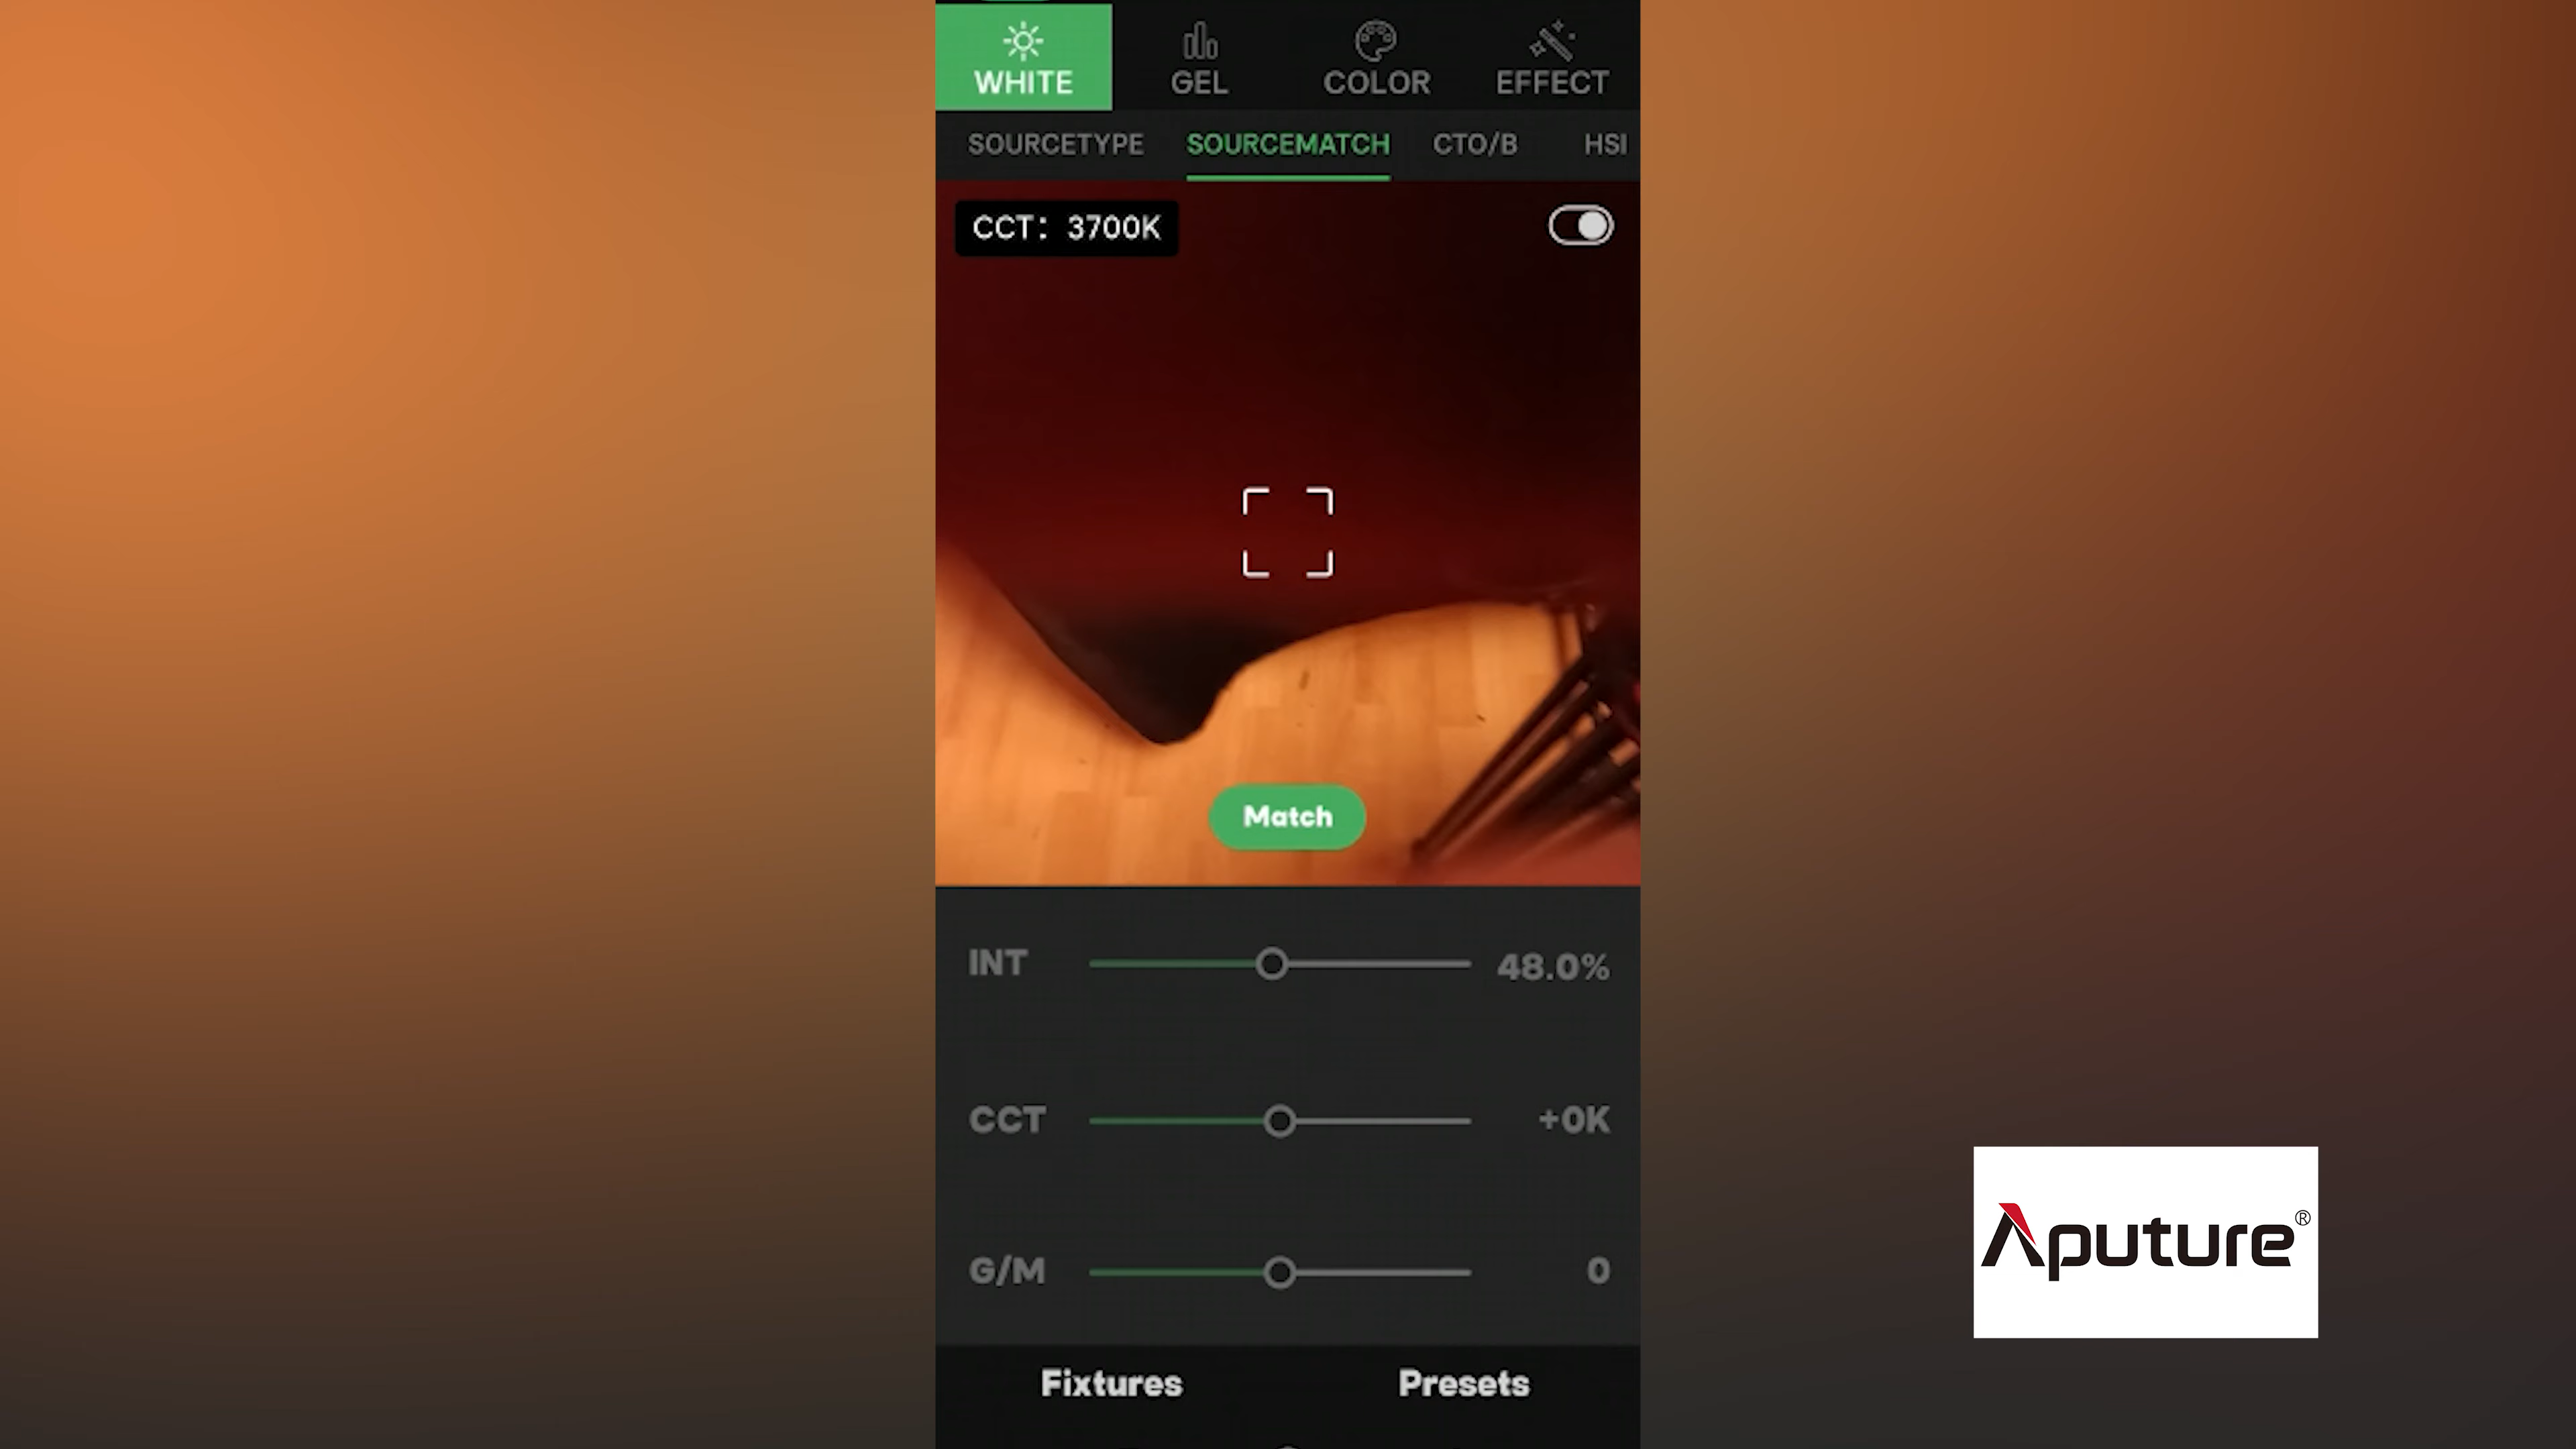 WHITE GEL COLOR EFFECT
SOURCETYPE SOURCEMATCH CTO/B HSI
CCT: 3700K
Match
INT 48.0%
CCT +0K
G/M 0
Fixtures Presets
Aputure®